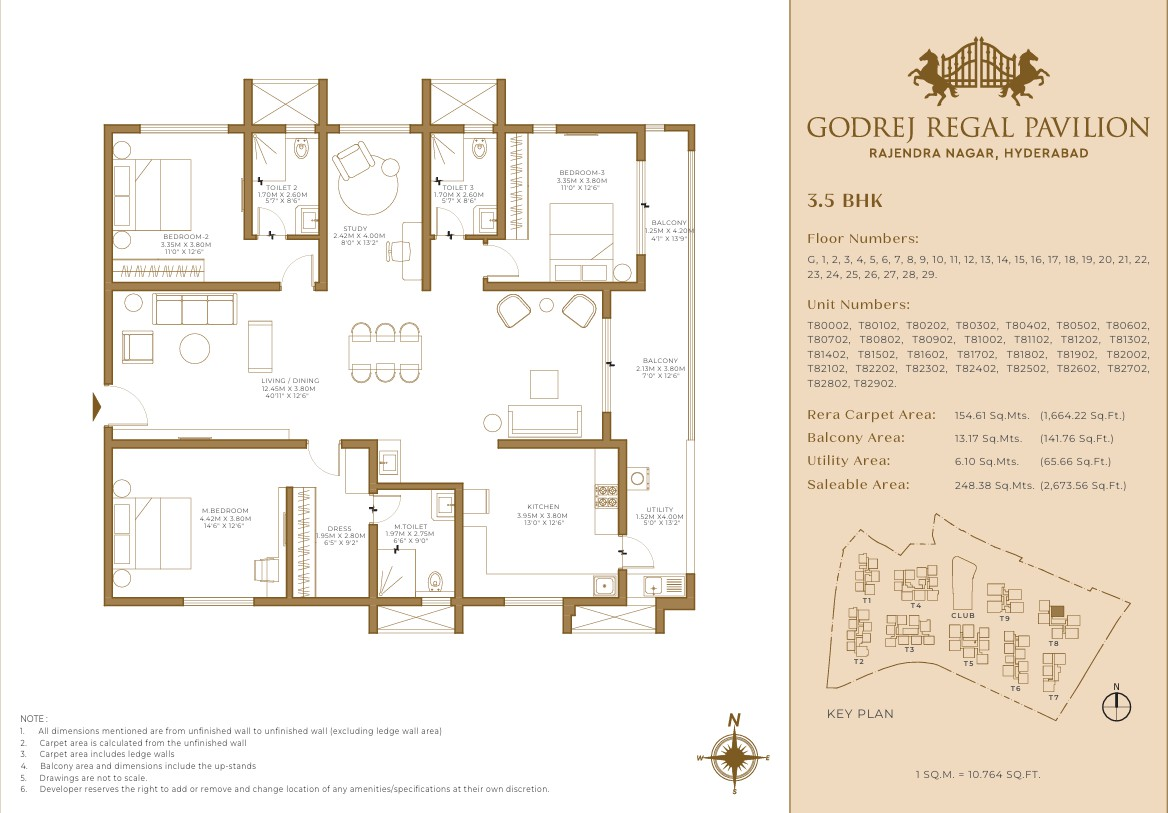 TOILET 2
1.70M X 2.60M
5'7" X 8'6"
TOILET 3
1.70M X 2.60M
5'7" X 8'6"
BEDROOM-3
3.35M X 3.80M
11'0" X 12'6"
BEDROOM-2
3.35M X 3.80M
11'0" X 12'6"
STUDY
2.42M X 4.00M
8'0" X 13'2"
BALCONY
1.25M X 4.20M
4'1" X 13'9"
LIVING / DINING
12.45M X 3.80M
40'11" X 12'6"
BALCONY
2.13M X 3.80M
7'0" X 12'6"
M.BEDROOM
4.42M X 3.80M
14'6" X 12'6"
DRESS
1.95M X 2.80M
6'5" X 9'2"
M.TOILET
1.97M X 2.75M
6'6" X 9'0"
KITCHEN
3.95M X 3.80M
13'0" X 12'6"
UTILITY
1.52M X4.00M
5'0" X 13'2"
NOTE :
1. All dimensions mentioned are from unfinished wall to unfinished wall (excluding ledge wall area)
2. Carpet area is calculated from the unfinished wall
3. Carpet area includes ledge walls
4. Balcony area and dimensions include the up-stands
5. Drawings are not to scale.
6. Developer reserves the right to add or remove and change location of any amenities/specifications at their own discretion.
N
W E
S
GODREJ REGAL PAVILION
RAJENDRA NAGAR, HYDERABAD
3.5 BHK
Floor Numbers:
G, 1, 2, 3, 4, 5, 6, 7, 8, 9, 10, 11, 12, 13, 14, 15, 16, 17, 18, 19, 20, 21, 22,
23, 24, 25, 26, 27, 28, 29.
Unit Numbers:
T80002, T80102, T80202, T80302, T80402, T80502, T80602,
T80702, T80802, T80902, T81002, T81102, T81202, T81302,
T81402, T81502, T81602, T81702, T81802, T81902, T82002,
T82102, T82202, T82302, T82402, T82502, T82602, T82702,
T82802, T82902.
Rera Carpet Area: 154.61 Sq.Mts. (1,664.22 Sq.Ft.)
Balcony Area: 13.17 Sq.Mts. (141.76 Sq.Ft.)
Utility Area: 6.10 Sq.Mts. (65.66 Sq.Ft.)
Saleable Area: 248.38 Sq.Mts. (2,673.56 Sq.Ft.)
T1
T4
CLUB
T9
T2
T3
T5
T8
T6
T7
N
KEY PLAN
1 SQ.M. = 10.764 SQ.FT.